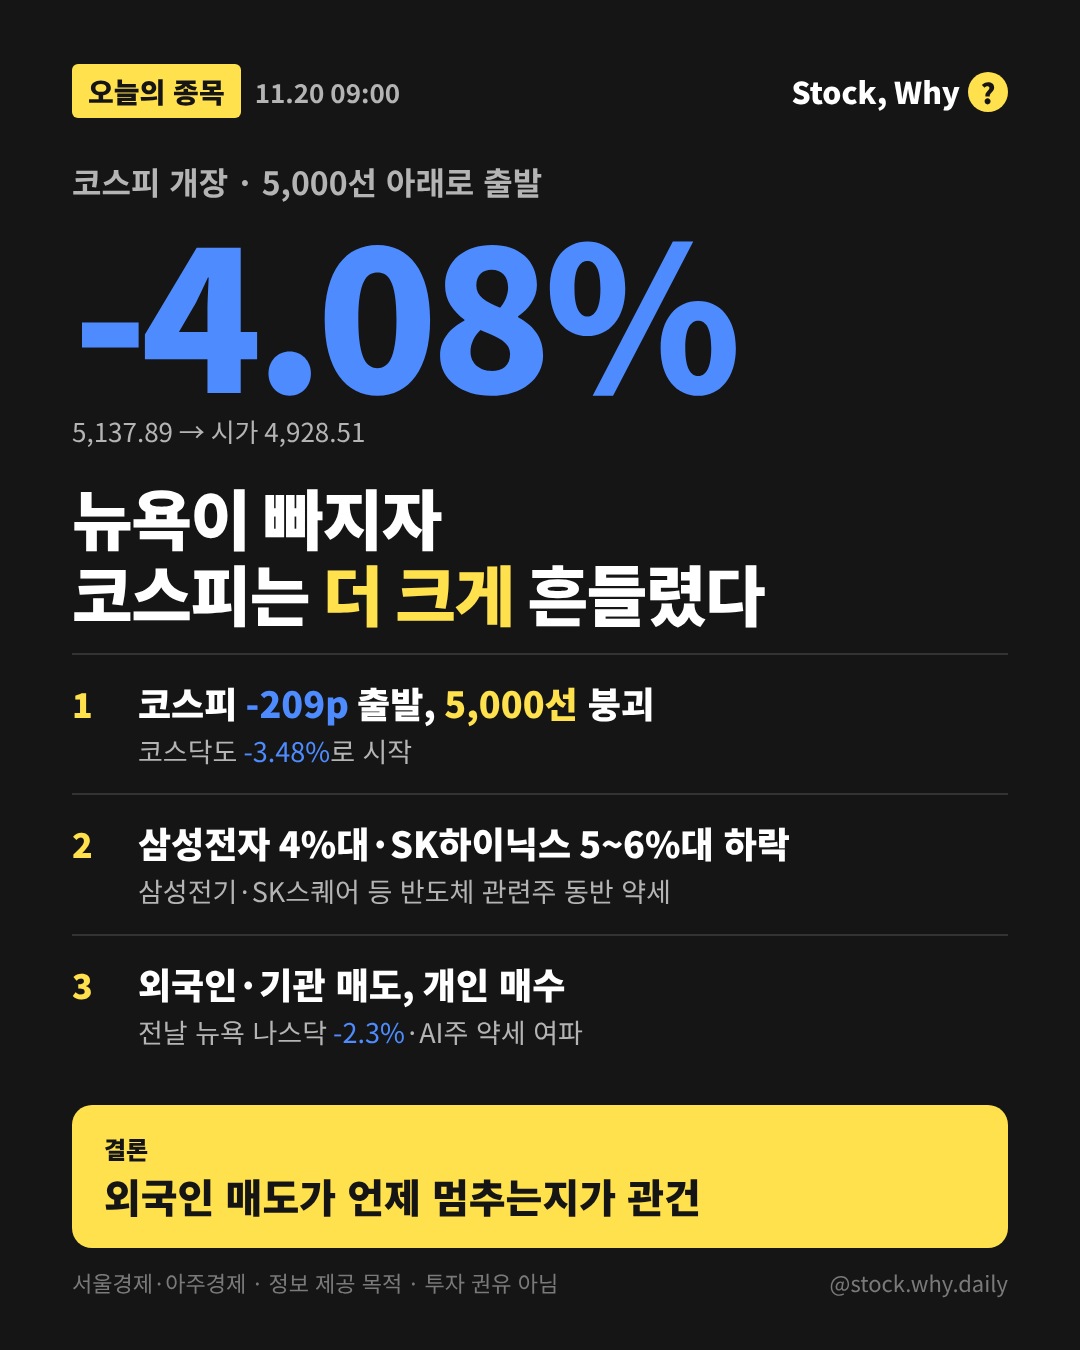 오늘의 종목 11.20 09:00
Stock, Why ?
코스피 개장 · 5,000선 아래로 출발
-4.08%
5,137.89 → 시가 4,928.51
뉴욕이 빠지자
코스피는 더 크게 흔들렸다
1 코스피 -209p 출발, 5,000선 붕괴
코스닥도 -3.48%로 시작
2 삼성전자 4%대·SK하이닉스 5~6%대 하락
삼성전기·SK스퀘어 등 반도체 관련주 동반 약세
3 외국인·기관 매도, 개인 매수
전날 뉴욕 나스닥 -2.3%·AI주 약세 여파
결론
외국인 매도가 언제 멈추는지가 관건
서울경제·아주경제 · 정보 제공 목적 · 투자 권유 아님
@stock.why.daily